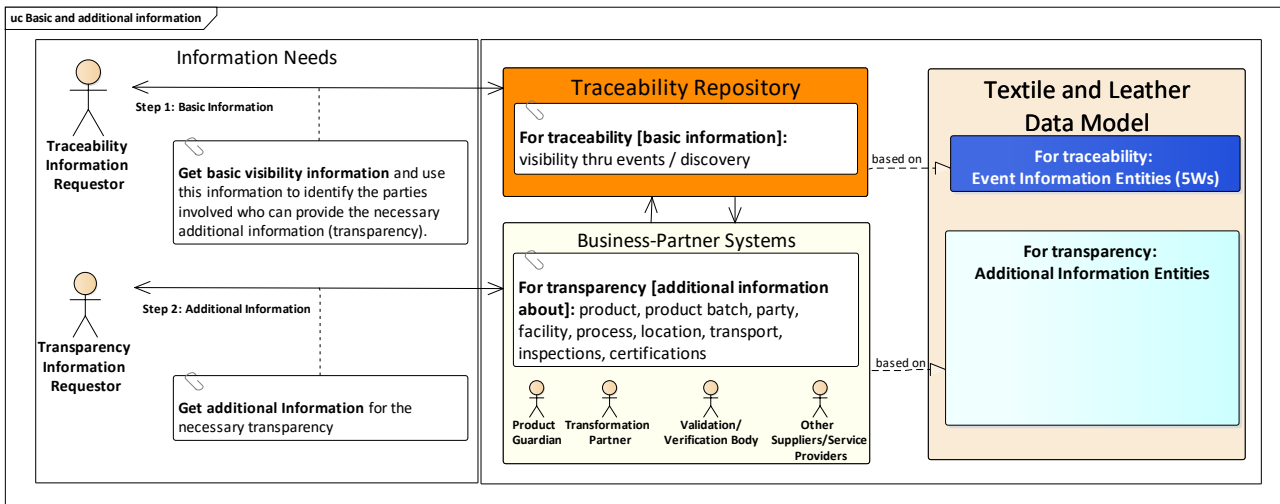 uc Basic and additional information
Information Needs
Step 1: Basic Information
Traceability
Information
Requestor
Get basic visibility information and use
this information to identify the parties
involved who can provide the necessary
additional information (transparency).
Step 2: Additional Information
Transparency
Information
Requestor
Get additional Information for the
necessary transparency
Traceability Repository
For traceability [basic information]:
visibility thru events / discovery
Business-Partner Systems
For transparency [additional information
about]: product, product batch, party,
facility, process, location, transport,
inspections, certifications
Product
Guardian
Transformation
Partner
Validation/
Verification Body
Other
Suppliers/Service
Providers
based on
based on
Textile and Leather
Data Model
For traceability:
Event Information Entities (5Ws)
For transparency:
Additional Information Entities